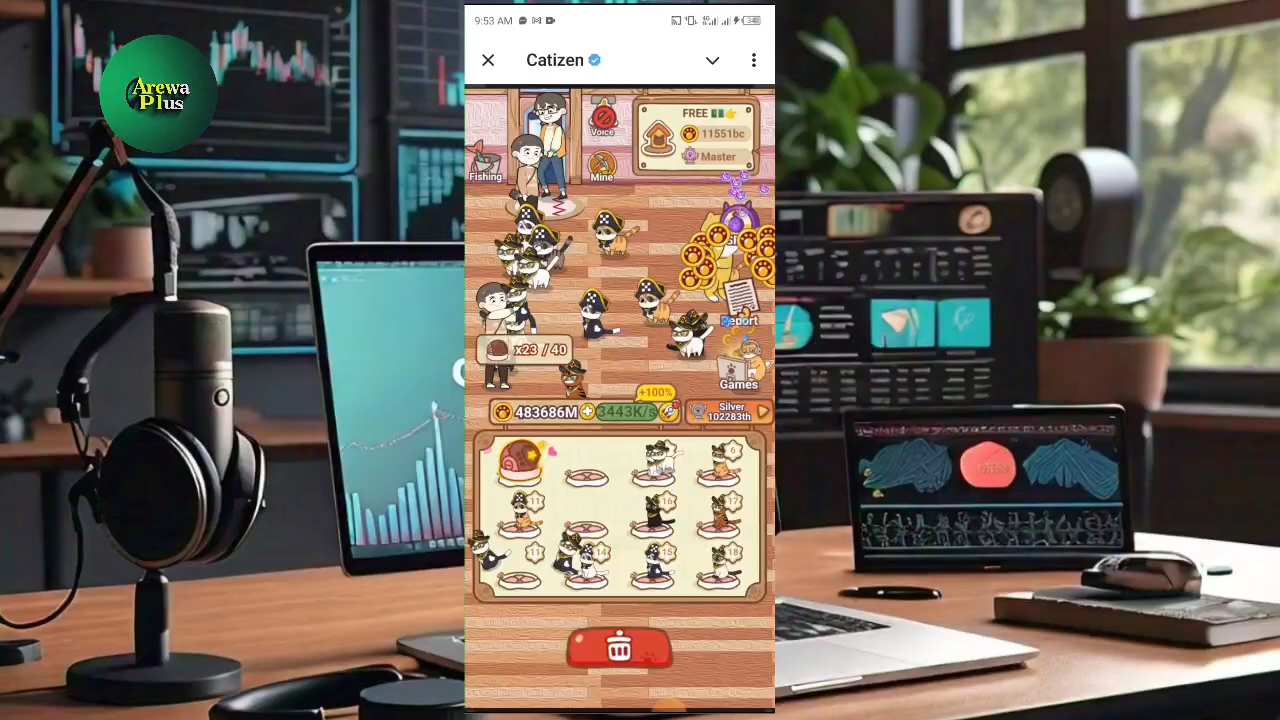 Arewa
Plus
9:53 AM
Catizen
Voice
FREE
11551bc
Master
Fishing
Mine
Games
x23 / 40
+100%
483686M
3443K/s
Silver
102283th
6
11
16
17
11
14
15
18